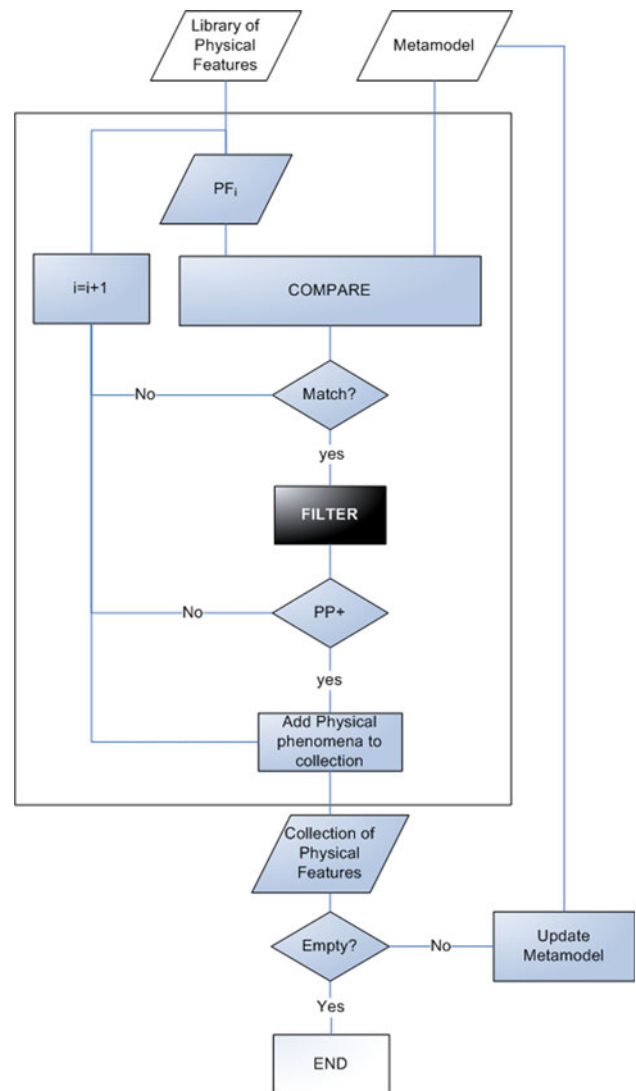 Library of
Physical
Features
Metamodel
PFi
i=i+1
COMPARE
Match?
No
yes
FILTER
PP+
No
yes
Add Physical
phenomena to
collection
Collection of
Physical
Features
Empty?
No
Update
Metamodel
Yes
END